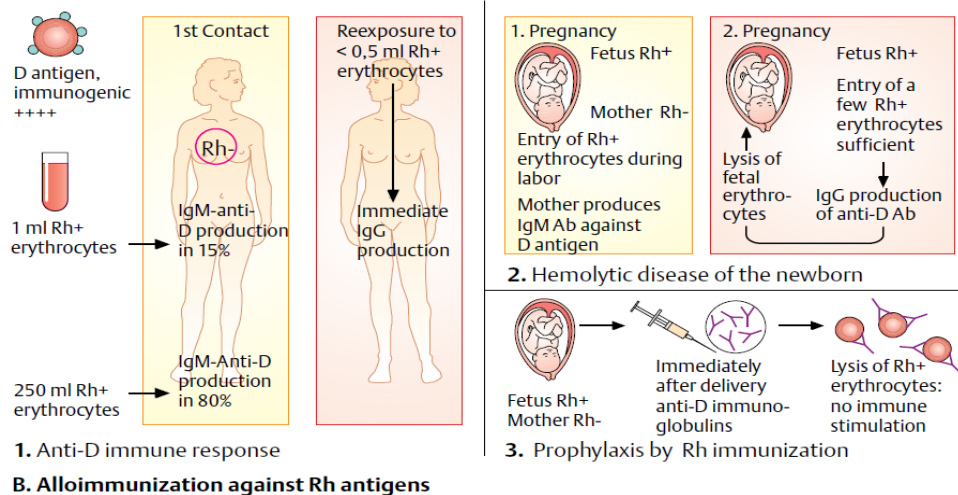 D antigen,
immunogenic
++++
1 ml Rh+
erythrocytes
250 ml Rh+
erythrocytes
1st Contact
Rh-
IgM-anti-
D production
in 15%
IgM-Anti-D
production
in 80%
Reexposure to
< 0,5 ml Rh+
erythrocytes
Immediate
IgG
production
1. Anti-D immune response
1. Pregnancy
Fetus Rh+
Mother Rh-
Entry of Rh+
erythrocytes during
labor
Mother produces
IgM Ab against
D antigen
2. Pregnancy
Fetus Rh+
Entry of a
few Rh+
erythrocytes
sufficient
IgG production
of anti-D Ab
Lysis of
fetal
erythro-
cytes
2. Hemolytic disease of the newborn
Fetus Rh+
Mother Rh-
Immediately
after delivery
anti-D immuno-
globulins
Lysis of Rh+
erythrocytes:
no immune
stimulation
3. Prophylaxis by Rh immunization
B. Alloimmunization against Rh antigens